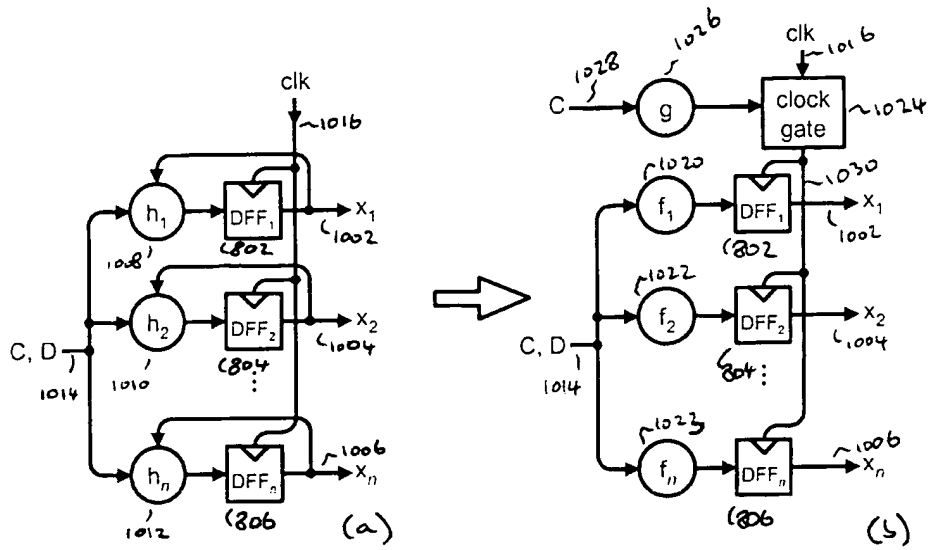 clk
1016
h1
1008
DFF1
802
x1
1002
h2
1010
DFF2
804
x2
1004
C, D
1014
⋮
hn
1012
DFFn
806
1006
xn
(a)
1028
C
1026
g
clk
1016
clock
gate
1024
1020
f1
DFF1
802
1030
x1
1002
1022
f2
DFF2
804
x2
1004
C, D
1014
⋮
1023
fn
DFFn
806
1006
xn
(b)